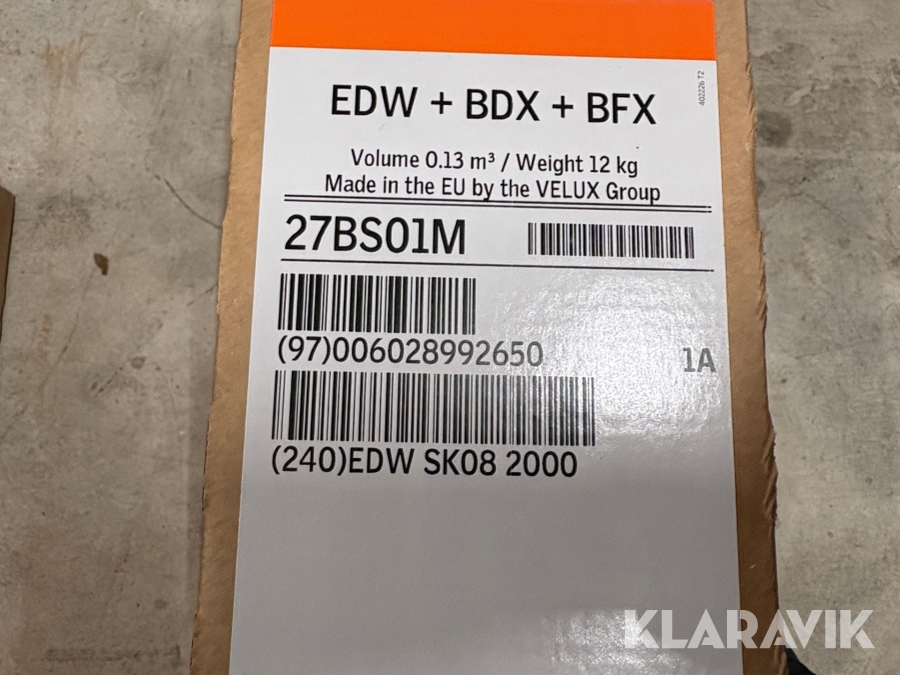 402226 T2
EDW + BDX + BFX
Volume 0.13 m³ / Weight 12 kg
Made in the EU by the VELUX Group
27BS01M
(97)006028992650
1A
(240)EDW SK08 2000
KLARAVIK